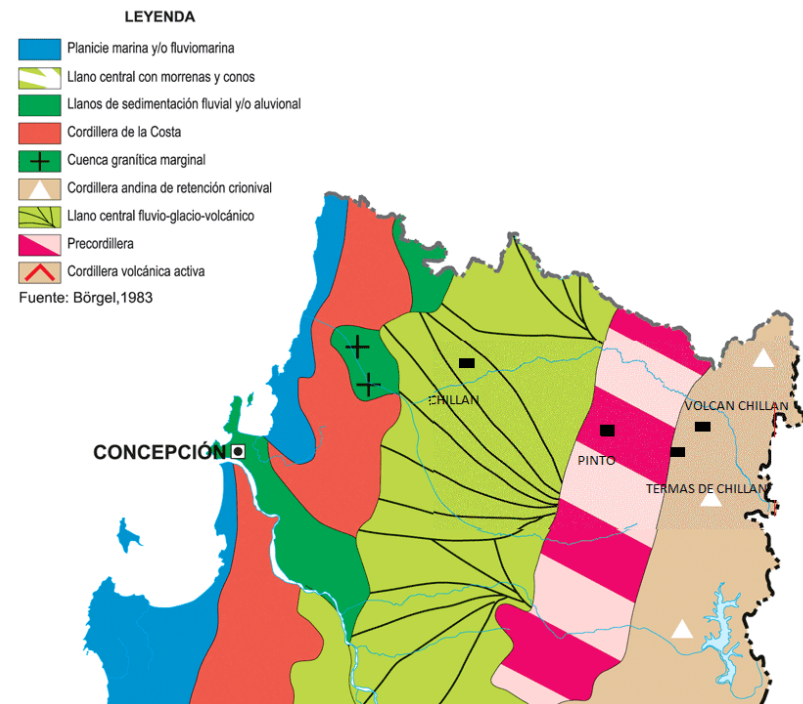 LEYENDA
Planicie marina y/o fluviomarina
Llano central con morrenas y conos
Llanos de sedimentación fluvial y/o aluvional
Cordillera de la Costa
Cuenca granítica marginal
Cordillera andina de retención crionival
Llano central fluvio-glacio-volcánico
Precordillera
Cordillera volcánica activa
Fuente: Börgel,1983
CHILLAN
VOLCAN CHILLAN
CONCEPCIÓN
PINTO
TERMAS DE CHILLAN